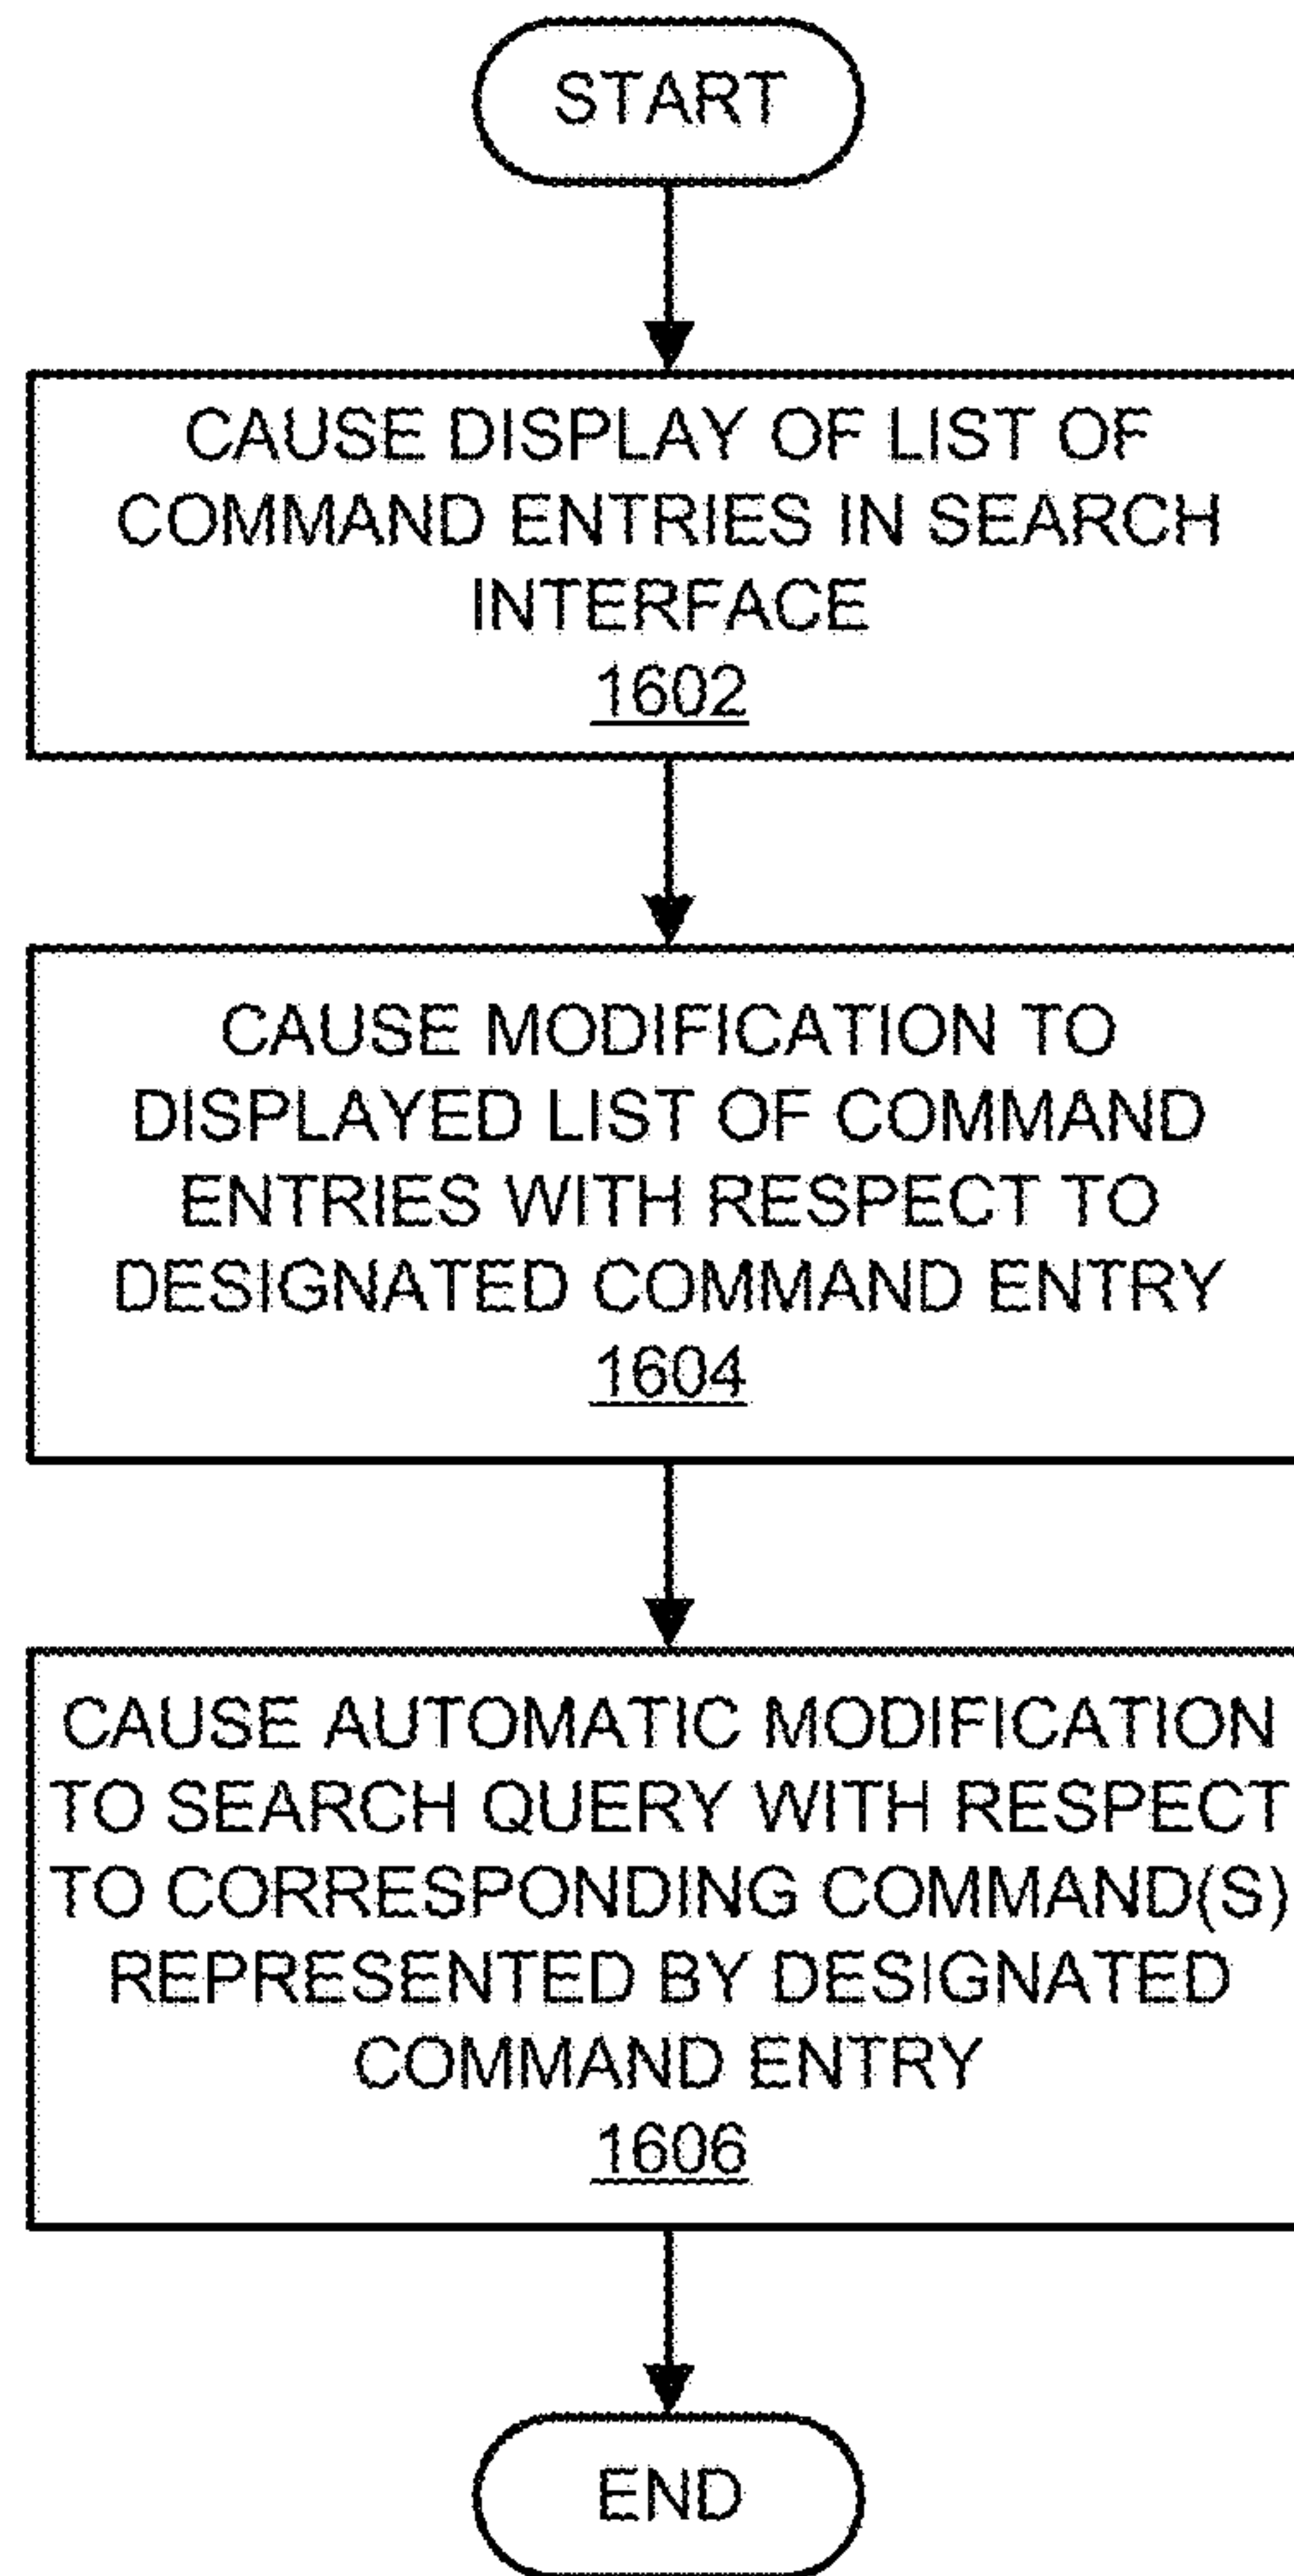 START
CAUSE DISPLAY OF LIST OF
COMMAND ENTRIES IN SEARCH
INTERFACE
1602
CAUSE MODIFICATION TO
DISPLAYED LIST OF COMMAND
ENTRIES WITH RESPECT TO
DESIGNATED COMMAND ENTRY
1604
CAUSE AUTOMATIC MODIFICATION
TO SEARCH QUERY WITH RESPECT
TO CORRESPONDING COMMAND(S)
REPRESENTED BY DESIGNATED
COMMAND ENTRY
1606
END